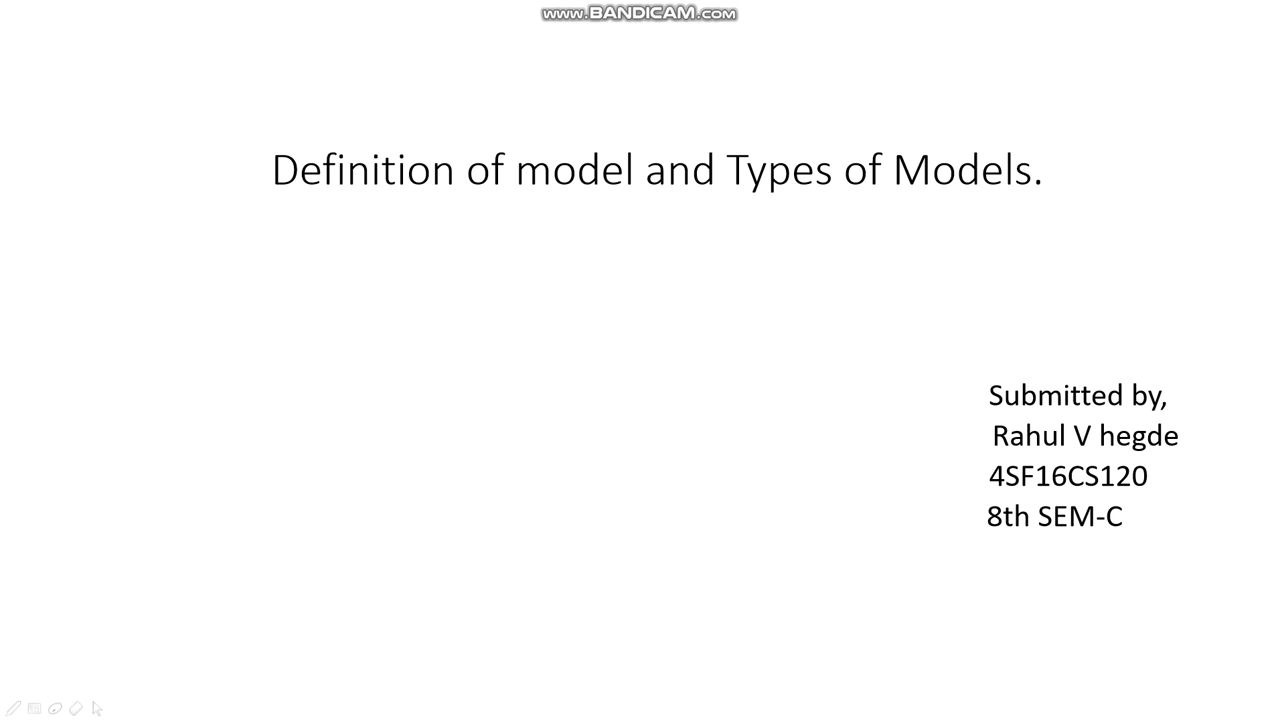 www.BANDICAM.com
Definition of model and Types of Models.
Submitted by,
Rahul V hegde
4SF16CS120
8th SEM-C